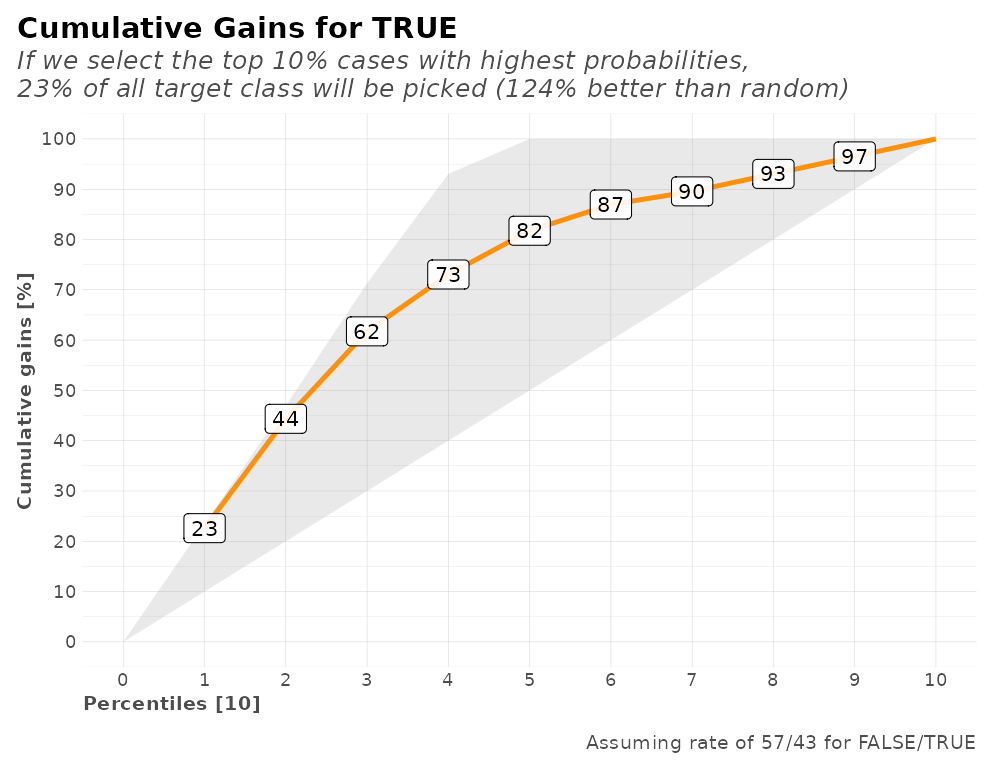 Cumulative Gains for TRUE
If we select the top 10% cases with highest probabilities,
23% of all target class will be picked (124% better than random)
Cumulative gains [%]
100
90
80
70
60
50
40
30
20
10
0
23
44
62
73
82
87
90
93
97
0 1 2 3 4 5 6 7 8 9 10
Percentiles [10]
Assuming rate of 57/43 for FALSE/TRUE